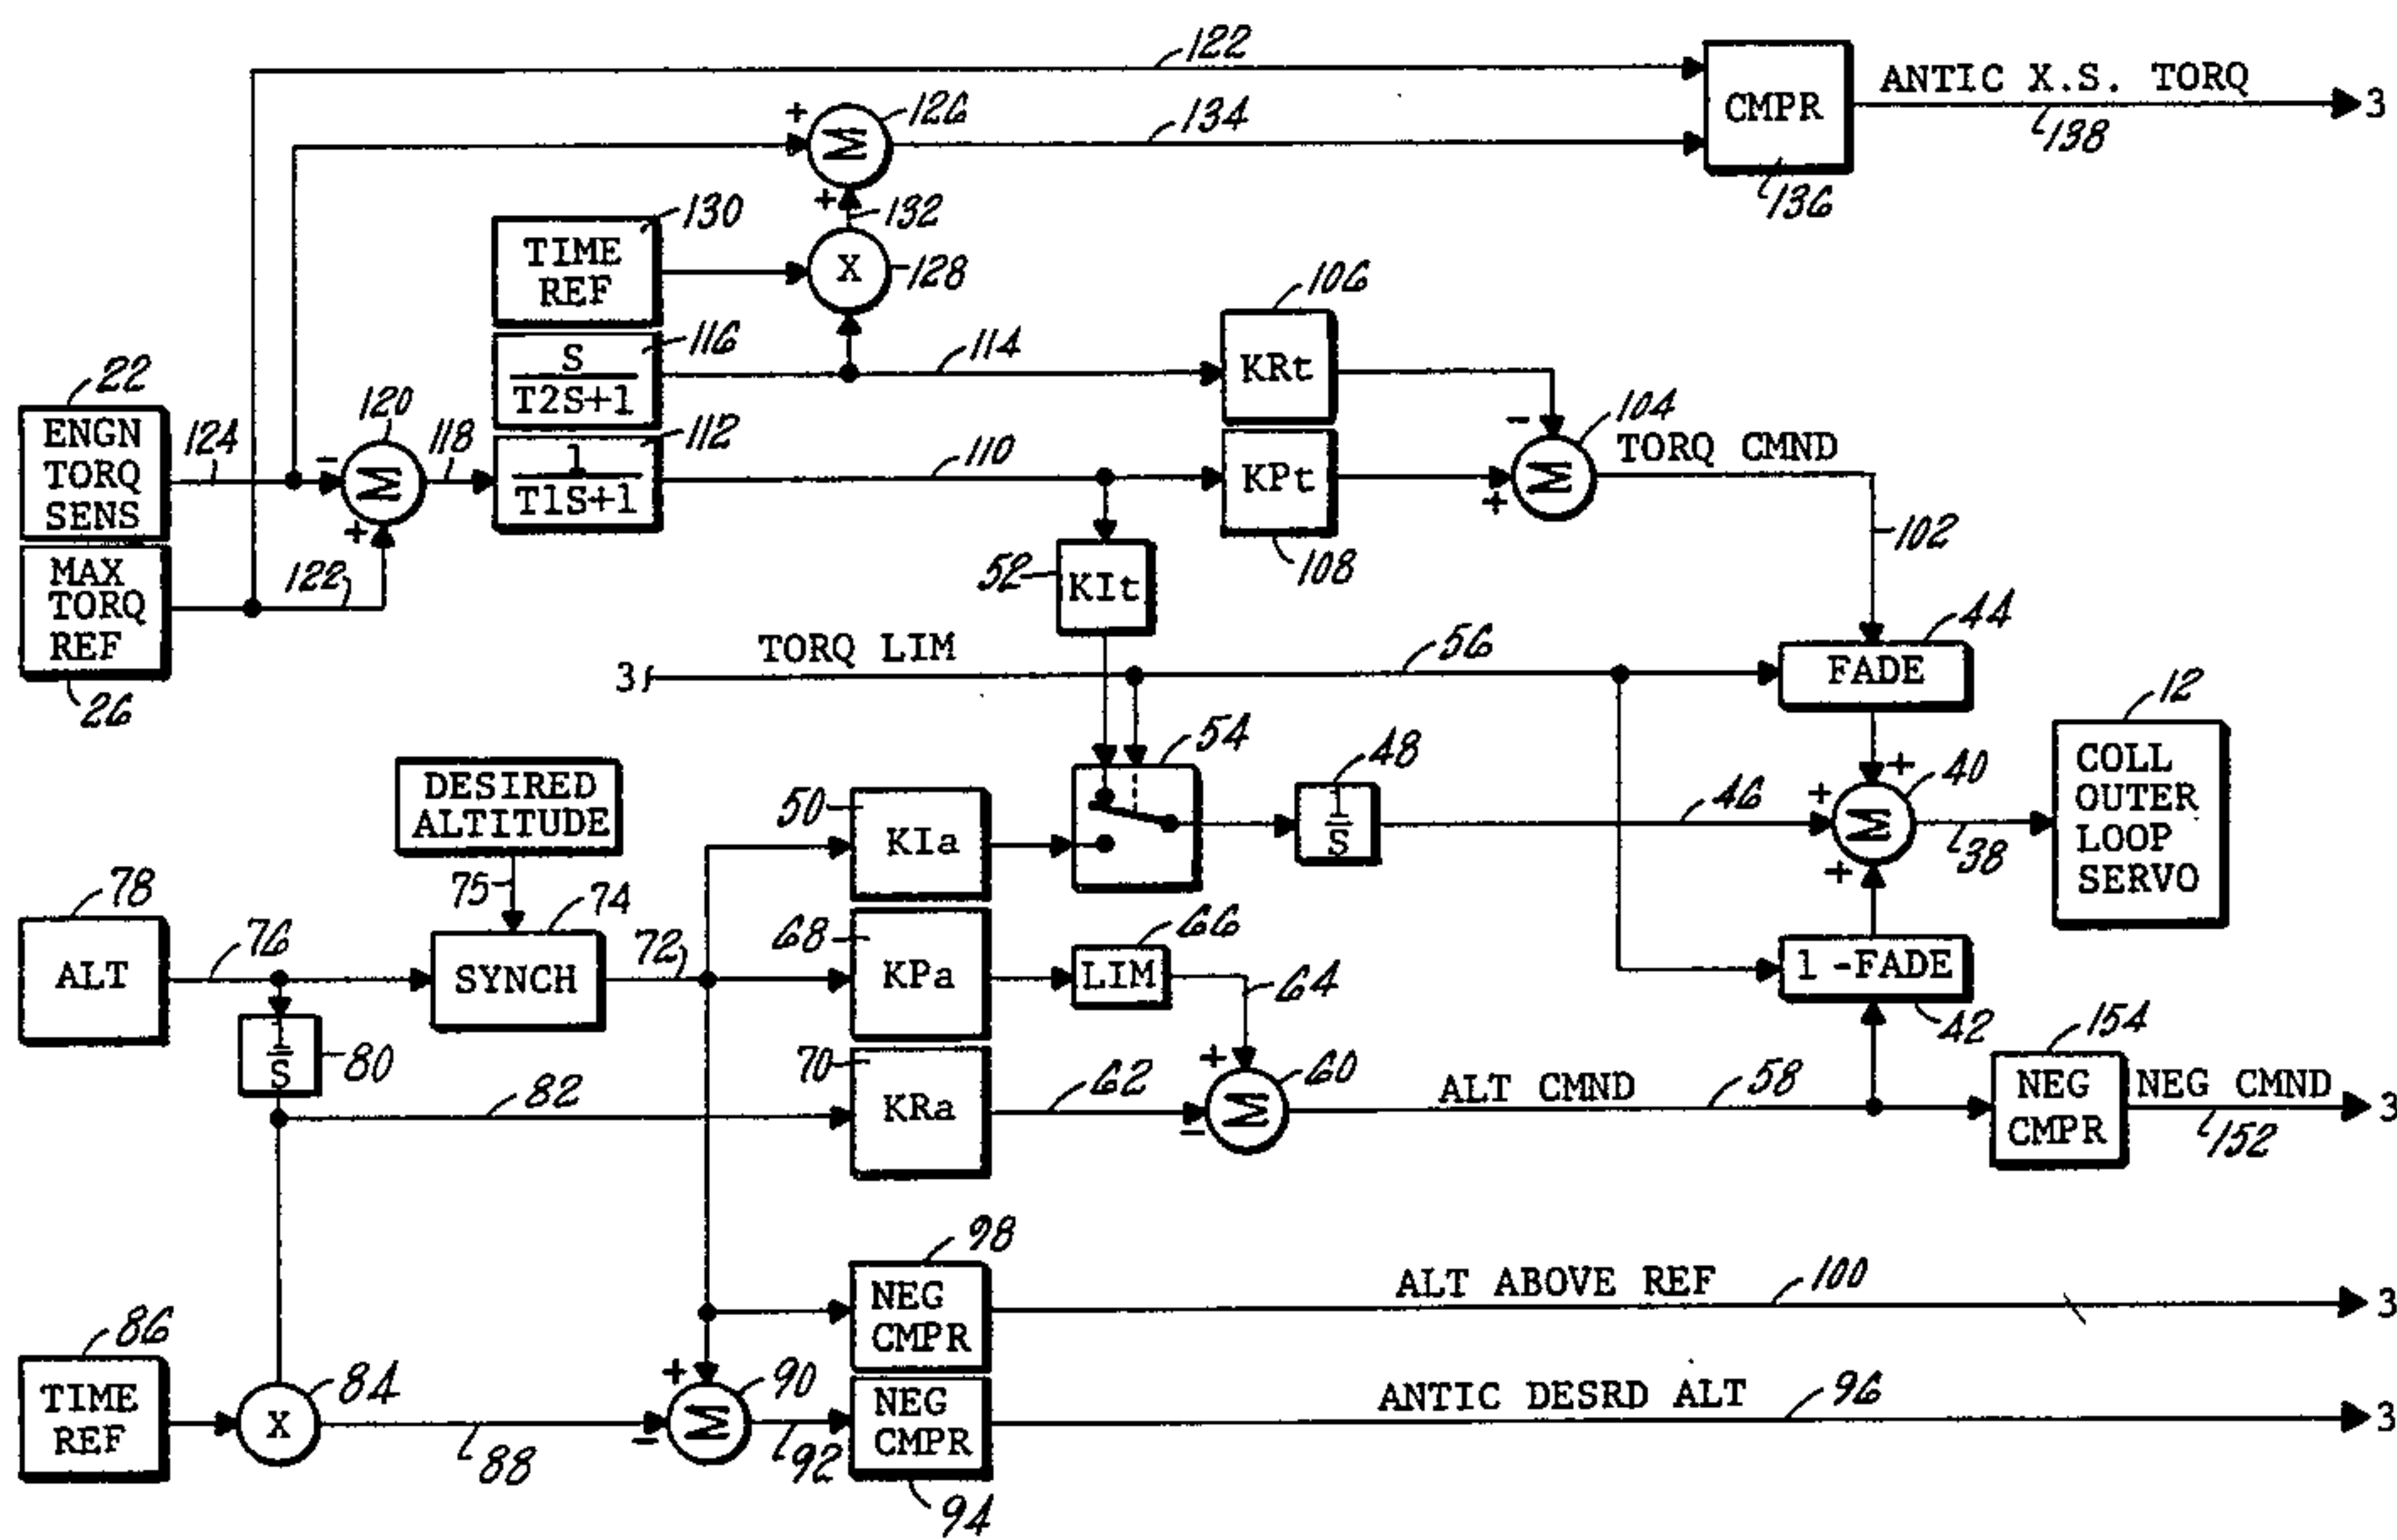 122
CMPR
ANTIC X.S. TORQ
3
138
136
+
Σ
126
134
+
132
TIME
REF
130
X
128
S
T2S+1
116
114
106
KRt
-
104
TORQ CMND
22
ENGN
TORQ
SENS
124
-
120
Σ
118
+
1
T1S+1
112
110
KPt
108
+
Σ
102
MAX
TORQ
REF
26
122
52
KIt
TORQ LIM
3
56
44
FADE
12
COLL
OUTER
LOOP
SERVO
DESIRED
ALTITUDE
75
50
KIa
54
48
1
S
46
+
+
40
Σ
38
+
78
ALT
76
74
SYNCH
72
68
KPa
66
LIM
64
1 -FADE
42
1
S
80
82
70
KRa
62
+
60
Σ
-
ALT CMND
58
154
NEG
CMPR
NEG CMND
3
152
98
NEG
CMPR
ALT ABOVE REF
100
3
86
TIME
REF
X
84
88
+
90
Σ
-
92
NEG
CMPR
94
ANTIC DESRD ALT
96
3